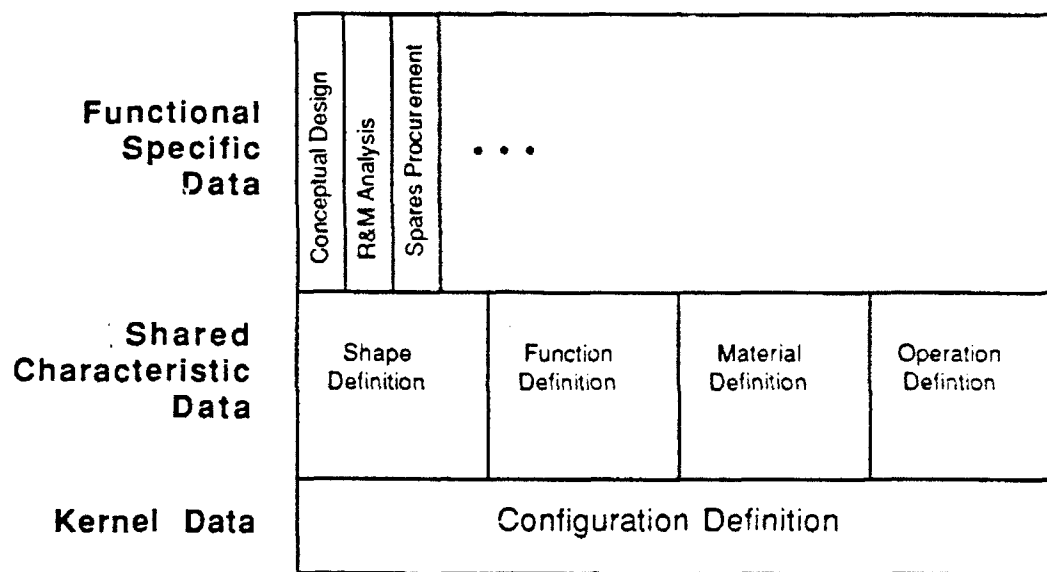 Functional
Specific
Data
Conceptual Design
R&M Analysis
Spares Procurement
• • •
Shared
Characteristic
Data
Shape
Definition
Function
Definition
Material
Definition
Operation
Defintion
Kernel Data
Configuration Definition